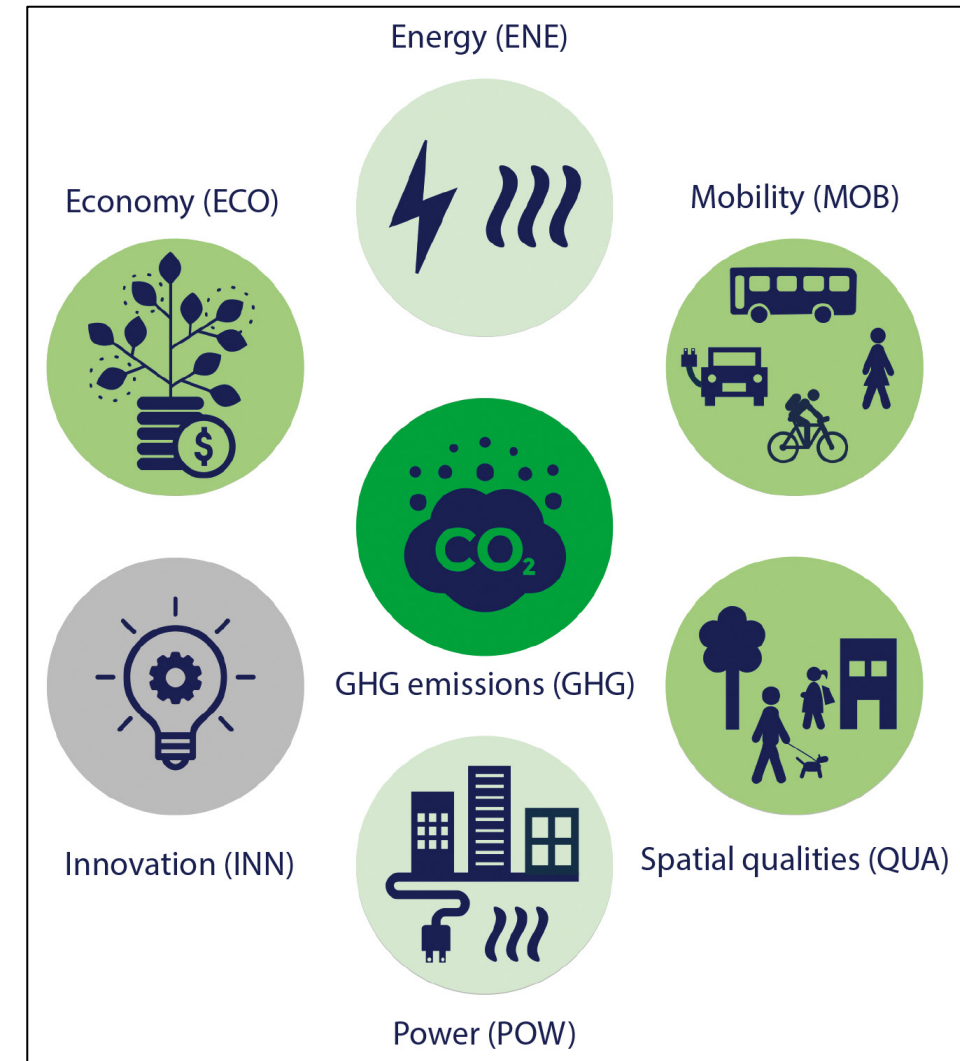 Energy (ENE)
Economy (ECO)
Mobility (MOB)
$
CO₂
GHG emissions (GHG)
Innovation (INN)
Spatial qualities (QUA)
Power (POW)